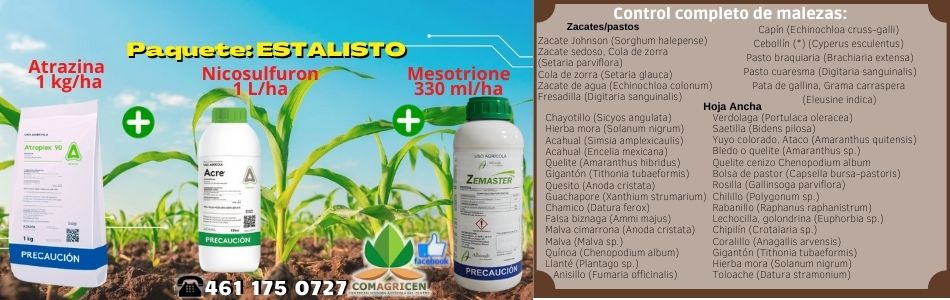 Paquete: ESTALISTO
Atrazina
1 kg/ha
Nicosulfuron
1 L/ha
Mesotrione
330 ml/ha
USO AGRÍCOLA
Atroplex 90
1 kg
PRECAUCIÓN
Acre
PRECAUCIÓN
USO AGRÍCOLA
ZEMASTER
PRECAUCIÓN
facebook
461 175 0727
COMAGRICEN
Control completo de malezas:
Zacates/pastos
Zacate Johnson (Sorghum halepense)
Zacate sedoso, Cola de zorra
(Setaria parviflora)
Cola de zorra (Setaria glauca)
Zacate de agua (Echinochloa colonum)
Fresadilla (Digitaria sanguinalis)
Capín (Echinochloa cruss-galli)
Cebollín (*) (Cyperus esculentus)
Pasto braquiaria (Brachiaria extensa)
Pasto cuaresma (Digitaria sanguinalis)
Pata de gallina, Grama carraspera
(Eleusine indica)
Hoja Ancha
Chayotillo (Sicyos angulata)
Hierba mora (Solanum nigrum)
Acahual (Simsia amplexicaulis)
Acahual (Encelia mexicana)
Quelite (Amaranthus hibridus)
Gigantón (Tithonia tubaeformis)
Quesito (Anoda cristata)
Guachapore (Xanthium strumarium)
Chamico (Datura ferox)
Falsa biznaga (Ammi majus)
Malva cimarrona (Anoda cristata)
Malva (Malva sp.)
Quínoa (Chenopodium album)
Llanté (Plantago sp.)
Anisillo (Fumaria officinalis)
Verdolaga (Portulaca oleracea)
Saetilla (Bidens pilosa)
Yuyo colorado, Ataco (Amaranthus quitensis)
Bledo o quelite (Amaranthus sp.)
Quelite cenizo Chenopodium album
Bolsa de pastor (Capsella bursa-pastoris)
Rosilla (Gallinsoga parviflora)
Chilillo (Polygonum sp.)
Rabanillo (Raphanus raphanistrum)
Lechocilla, golondrina (Euphorbia sp.)
Chipilín (Crotalaria sp.)
Coralillo (Anagallis arvensis)
Gigantón (Tithonia tubaeformis)
Hierba mora (Solanum nigrum)
Toloache (Datura stramonium)